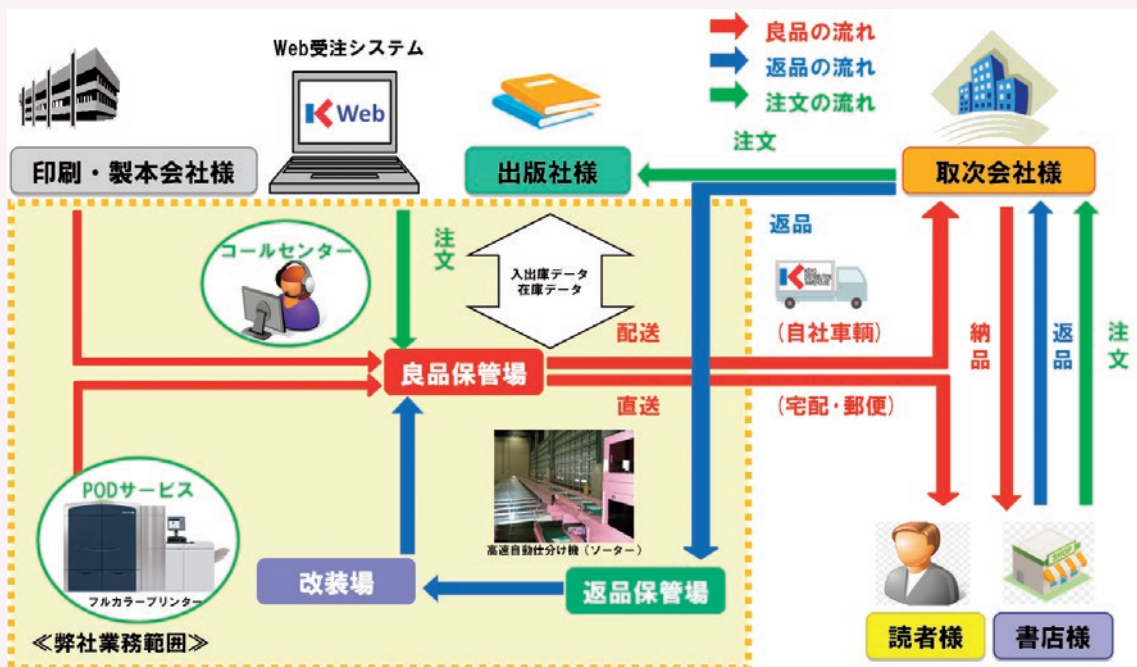 Web受注システム
K Web
良品の流れ
返品の流れ
注文の流れ
印刷・製本会社様
出版社様
注文
取次会社様
コールセンター
注文
入出庫データ
在庫データ
返品
配送
(自社車輌)
納品
返品
注文
良品保管場
直送
(宅配・郵便)
PODサービス
フルカラープリンター
高速自動仕分け機（ソーター）
改装場
返品保管場
SHOP
≪弊社業務範囲≫
読者様
書店様